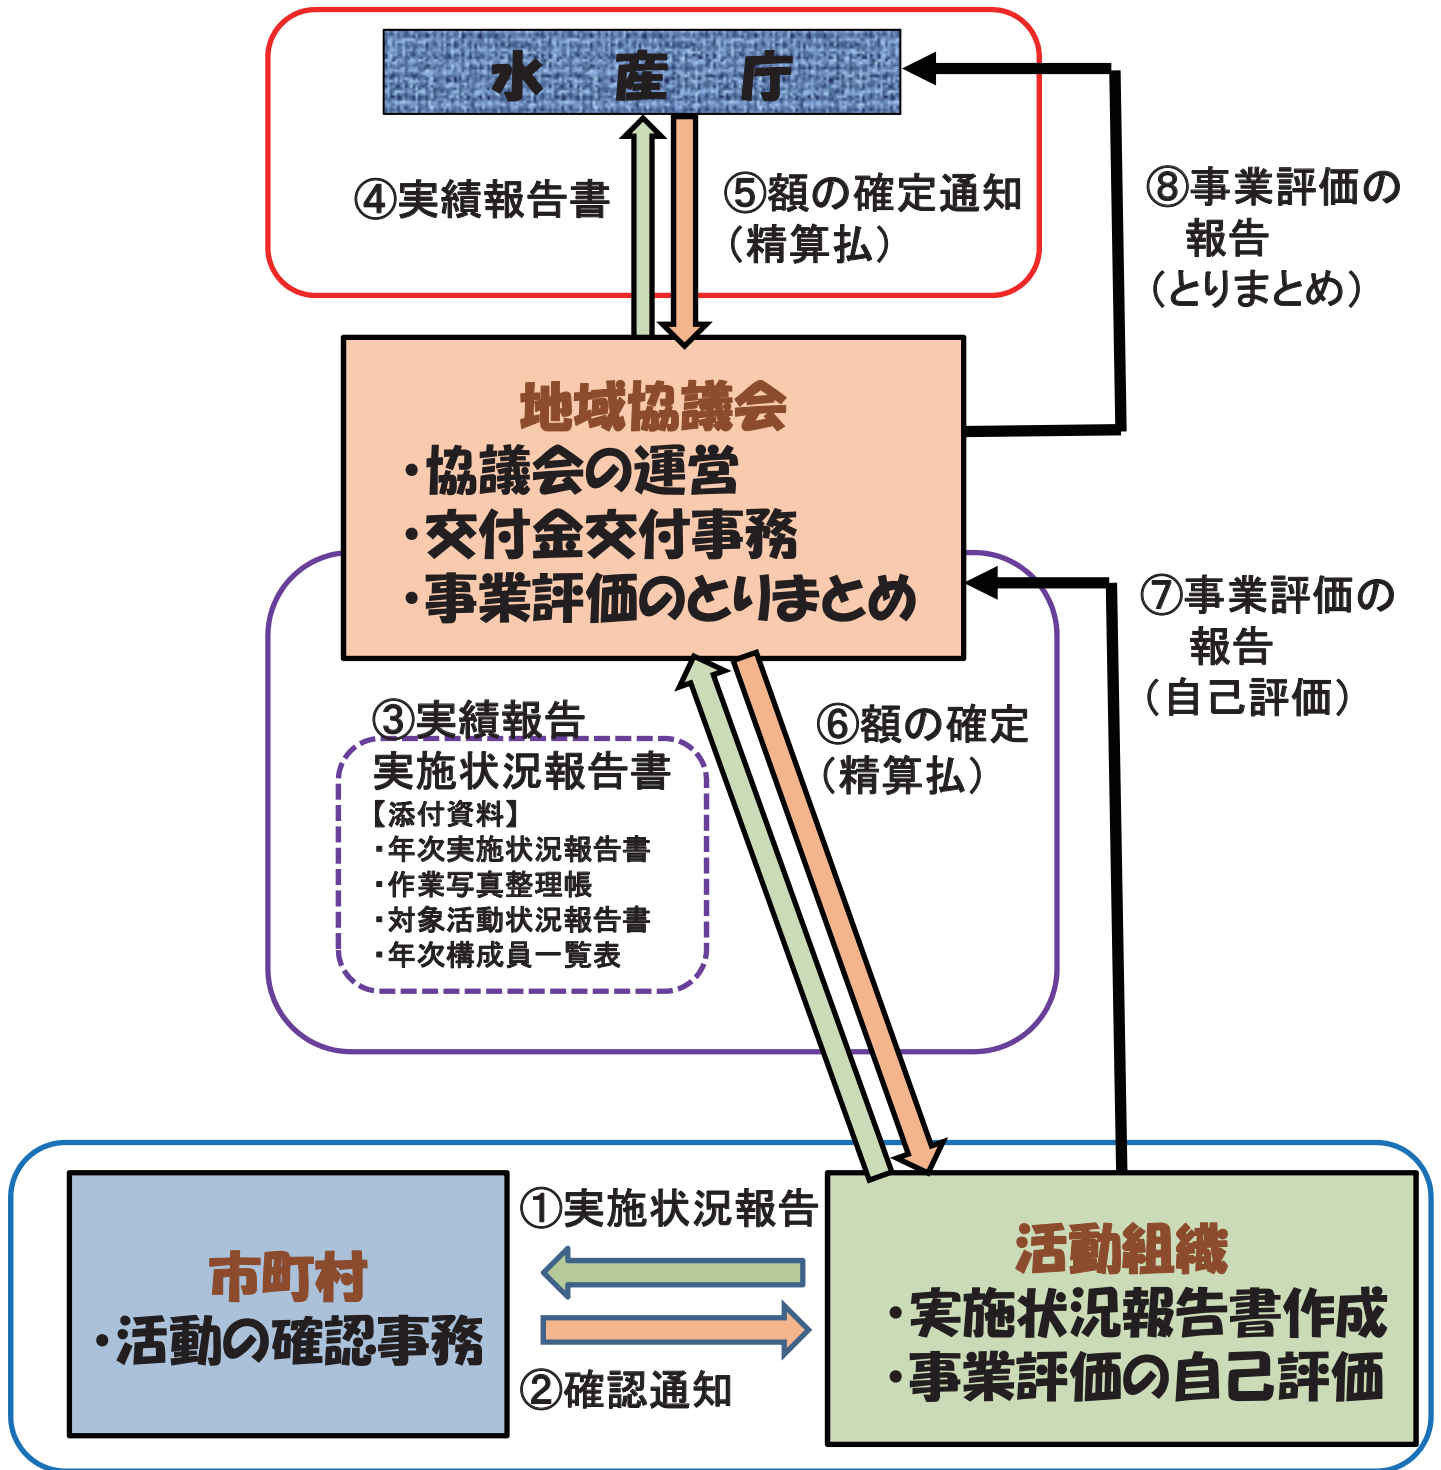 水産庁
④実績報告書
⑤額の確定通知
（精算払）
⑧事業評価の
報告
（とりまとめ）
地域協議会
・協議会の運営
・交付金交付事務
・事業評価のとりまとめ
⑦事業評価の
報告
（自己評価）
③実績報告
実施状況報告書
【添付資料】
・年次実施状況報告書
・作業写真整理帳
・対象活動状況報告書
・年次構成員一覧表
⑥額の確定
（精算払）
①実施状況報告
②確認通知
市町村
・活動の確認事務
活動組織
・実施状況報告書作成
・事業評価の自己評価